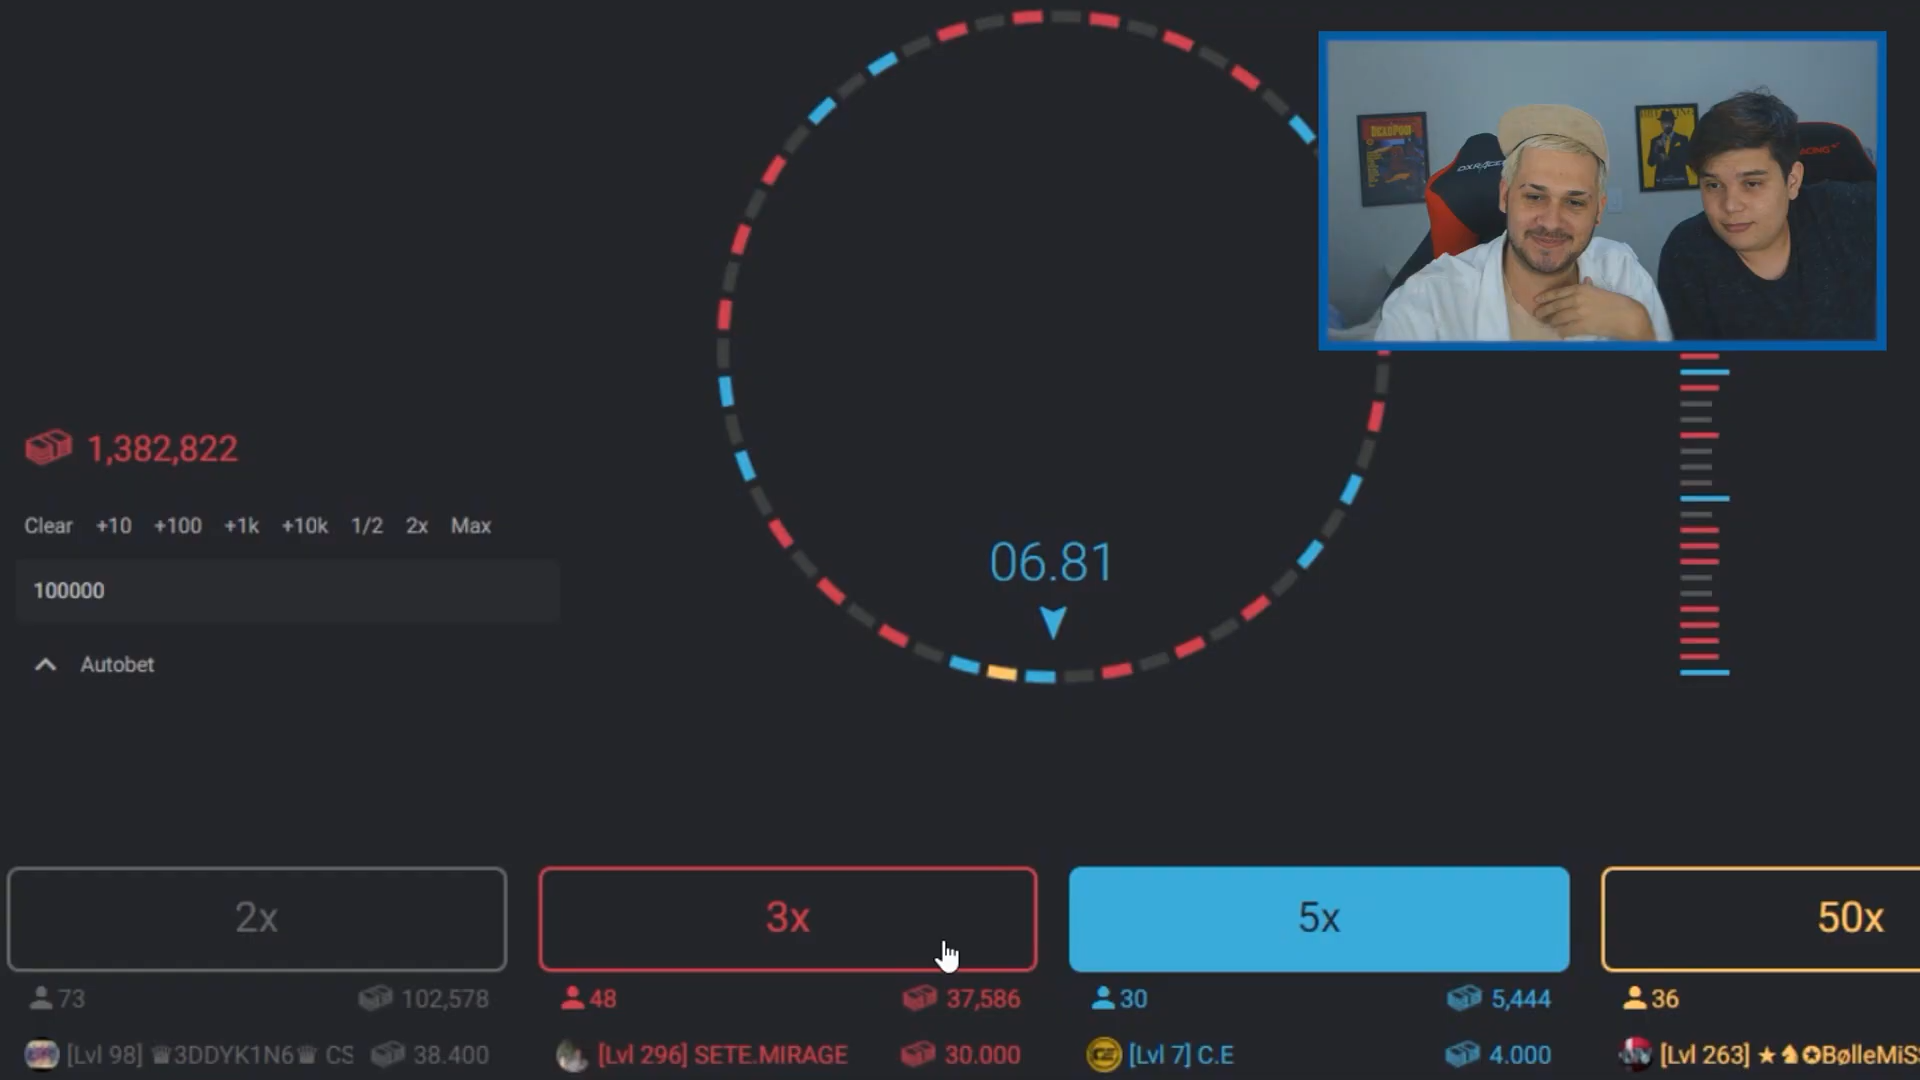 DEADPOOL
DXRACER
1,382,822
Clear +10 +100 +1k +10k 1/2 2x Max
100000
Autobet
06.81
2x 3x 5x 50x
73 102,578 48 37,586 30 5,444 36
[Lvl 98] ♛3DDYK1N6♛ CS 38.400 [Lvl 296] SETE.MIRAGE 30.000 [Lvl 7] C.E 4.000 [Lvl 263] ★♞✪BølleMiS